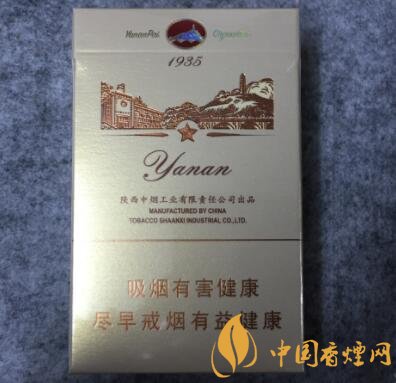 YananPai Cigarettes
1935
Yanan
陕西中烟工业有限责任公司出品
MANUFACTURED BY CHINA
TOBACCO SHAANXI INDUSTRIAL CO.,LTD.
吸烟有害健康
尽早戒烟有益健康
中国香烟网